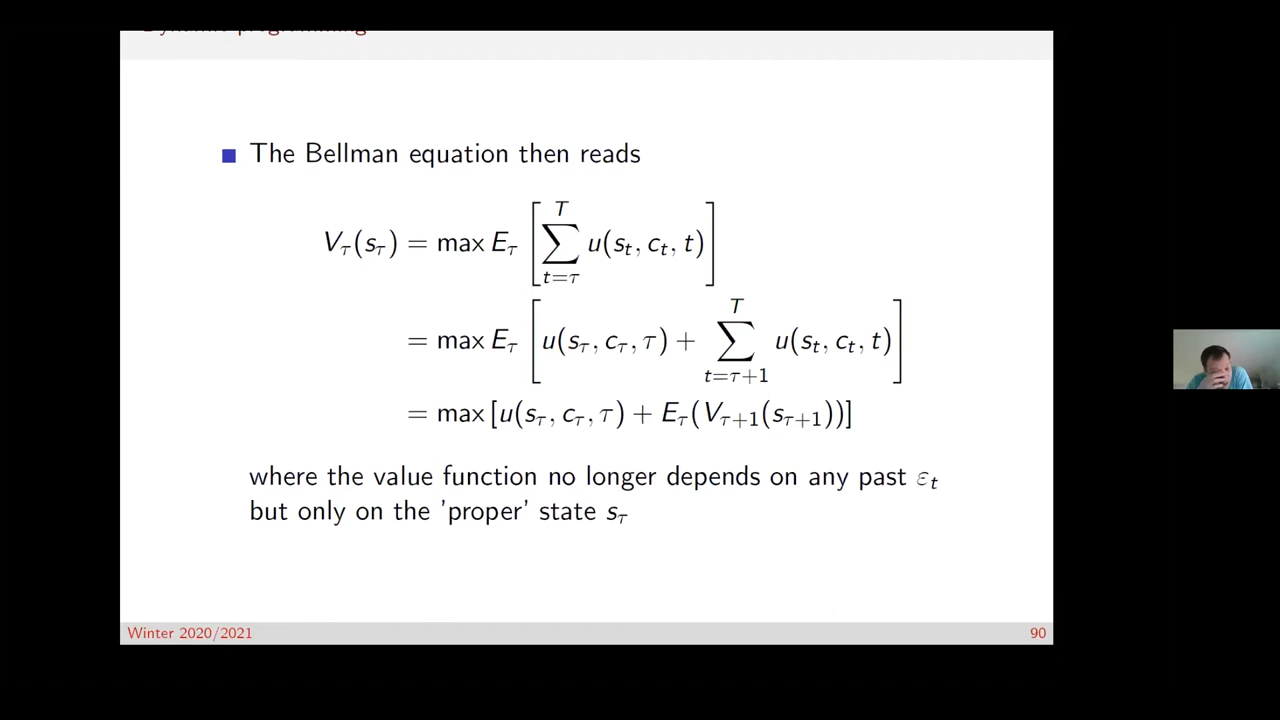 Dynamic programming
The Bellman equation then reads
V_τ(s_τ) = max E_τ [ ∑_{t=τ}^{T} u(s_t, c_t, t) ]
= max E_τ [ u(s_τ, c_τ, τ) + ∑_{t=τ+1}^{T} u(s_t, c_t, t) ]
= max [u(s_τ, c_τ, τ) + E_τ(V_{τ+1}(s_{τ+1}))]
where the value function no longer depends on any past ε_t
but only on the 'proper' state s_τ
Winter 2020/2021 90